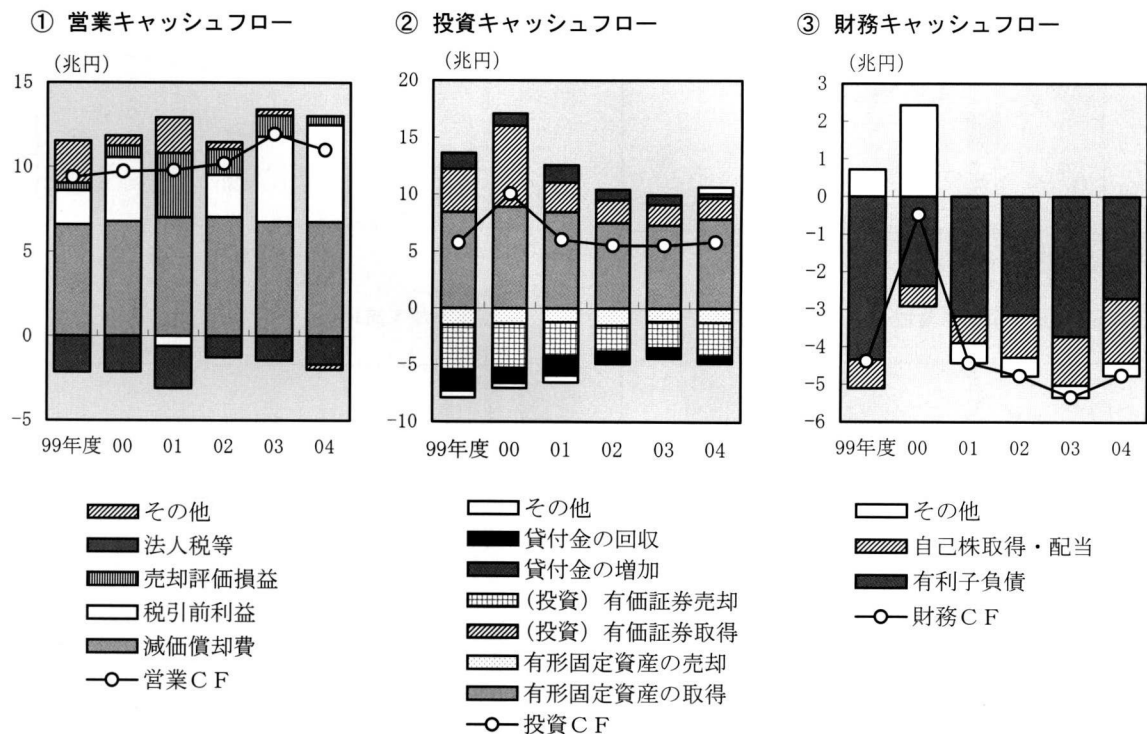 ① 営業キャッシュフロー
(兆円)
15
10
5
0
-5
99年度 00 01 02 03 04
その他
法人税等
売却評価損益
税引前利益
減価償却費
営業CF
② 投資キャッシュフロー
(兆円)
20
15
10
5
0
-5
-10
99年度 00 01 02 03 04
その他
貸付金の回収
貸付金の増加
(投資) 有価証券売却
(投資) 有価証券取得
有形固定資産の売却
有形固定資産の取得
投資CF
③ 財務キャッシュフロー
(兆円)
3
2
1
0
-1
-2
-3
-4
-5
-6
99年度 00 01 02 03 04
その他
自己株取得・配当
有利子負債
財務CF